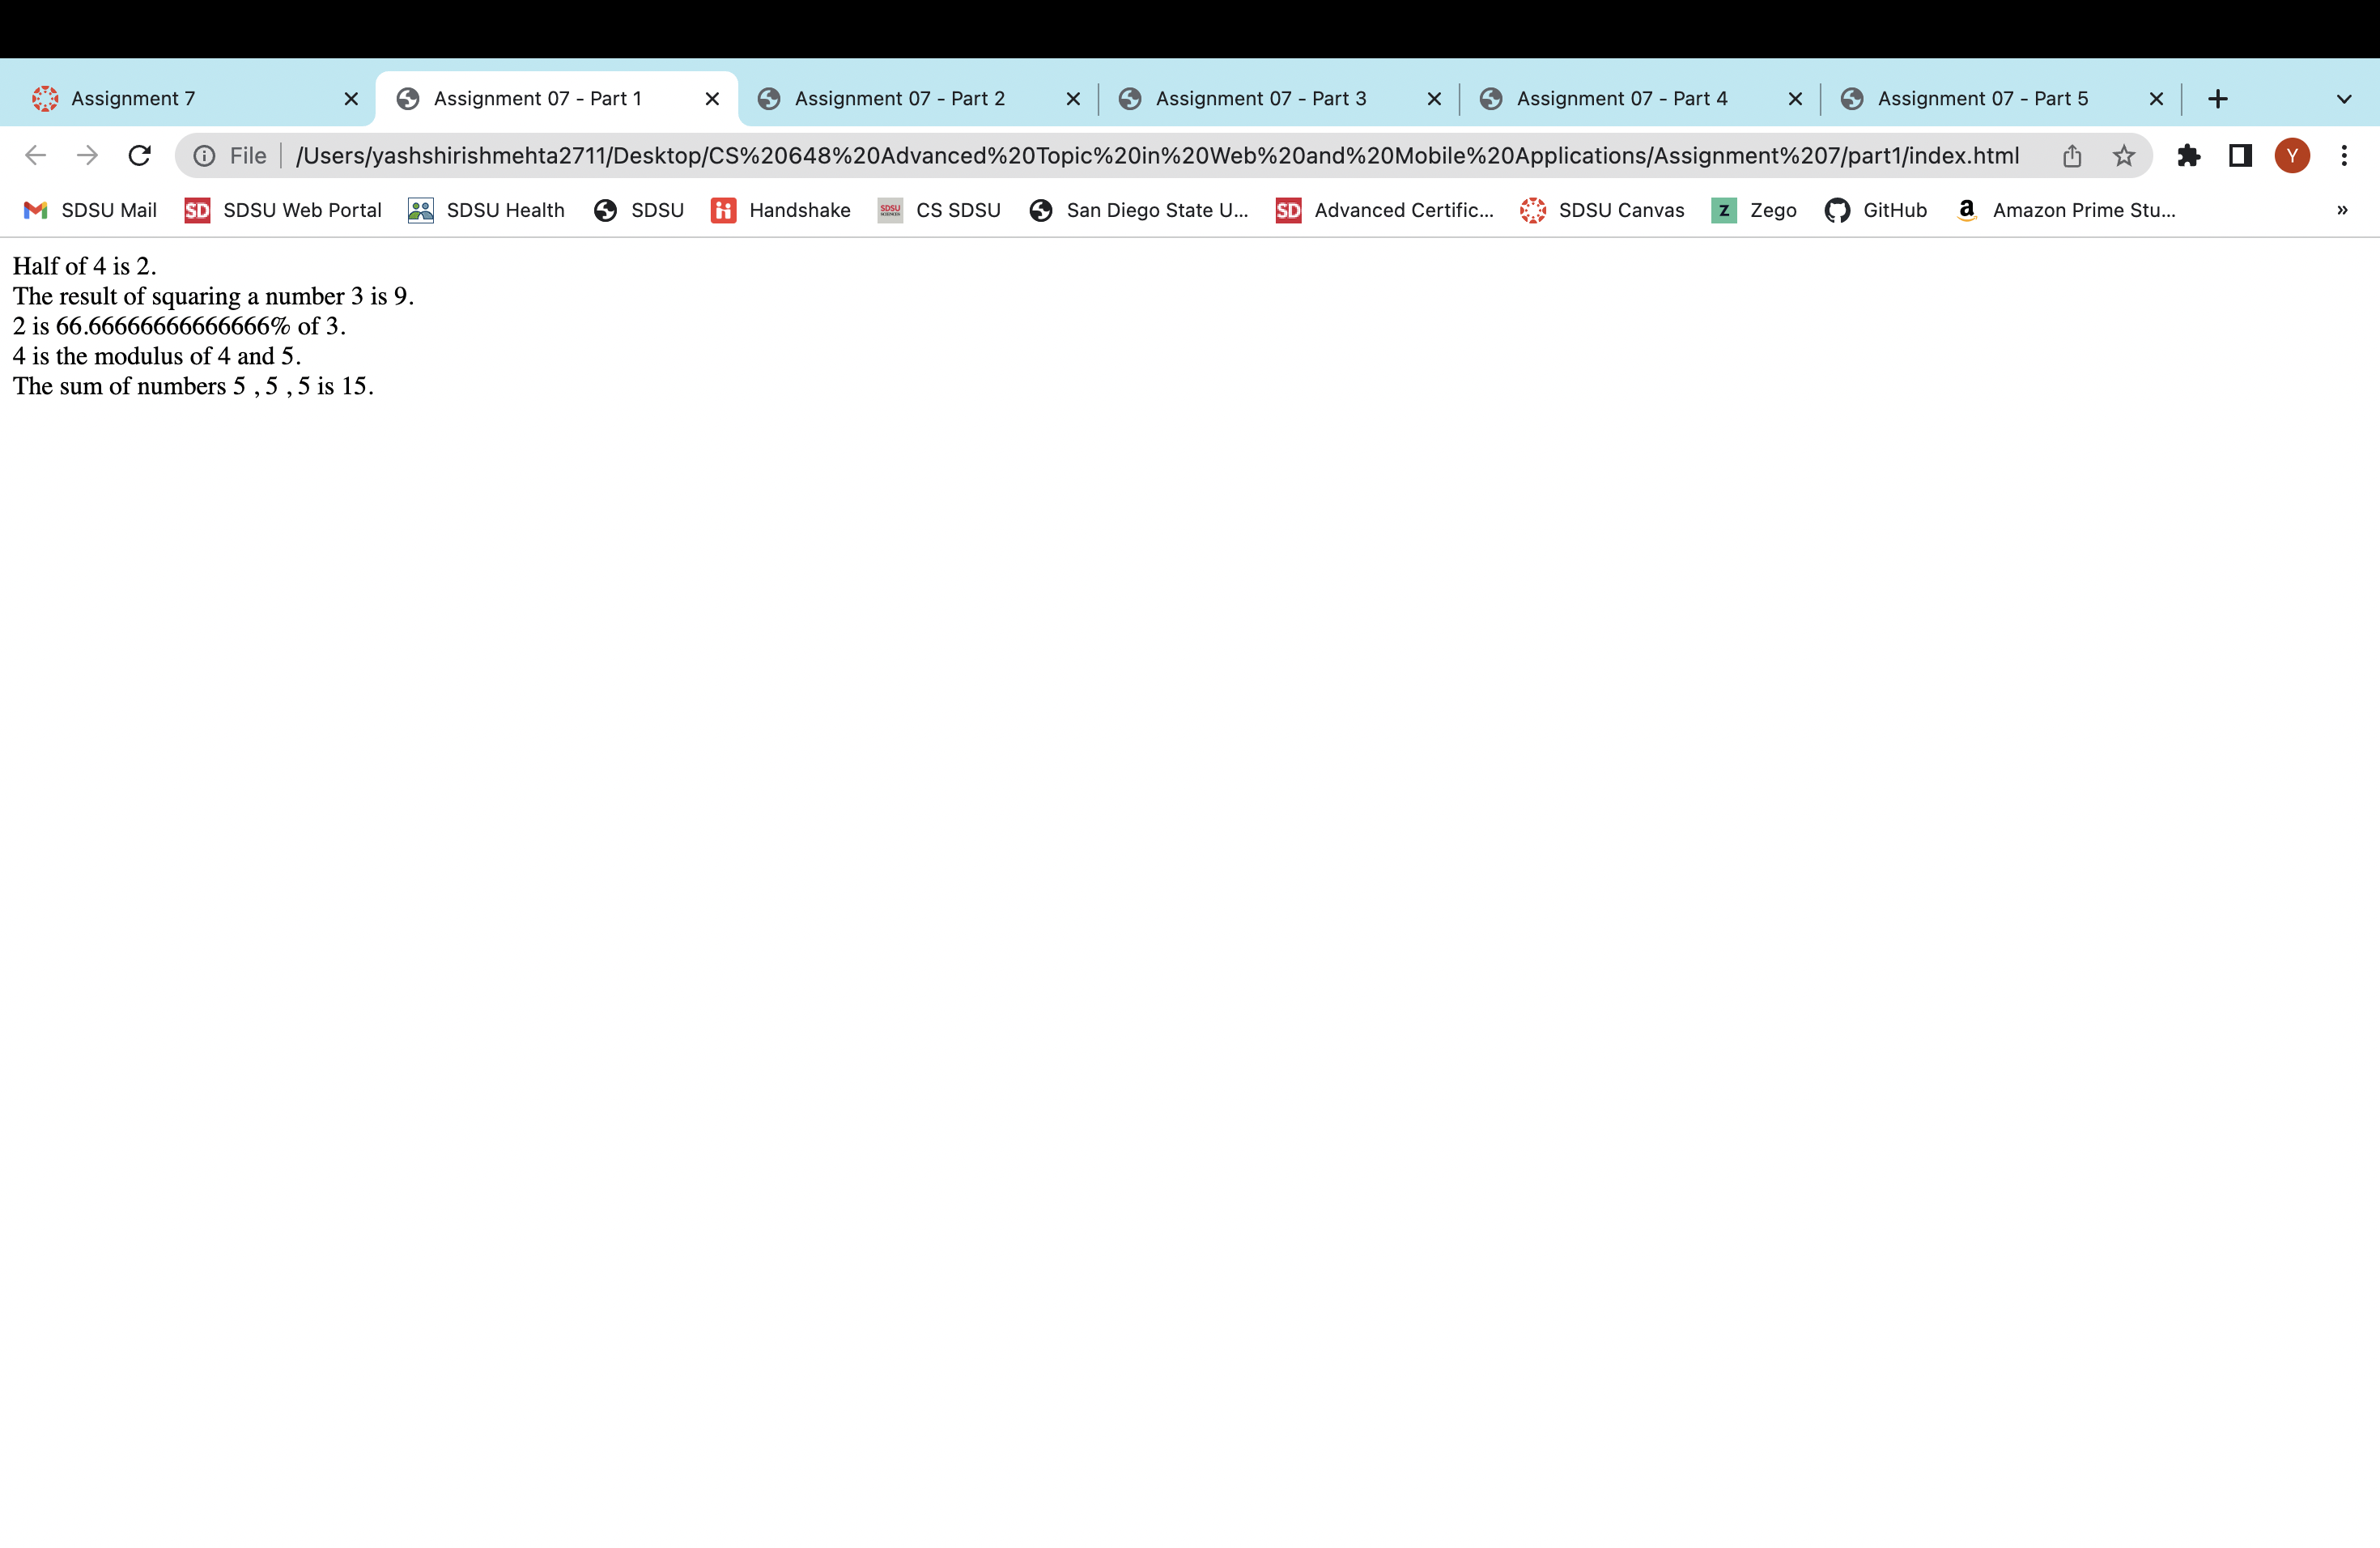 Assignment 7
Assignment 07 - Part 1
Assignment 07 - Part 2
Assignment 07 - Part 3
Assignment 07 - Part 4
Assignment 07 - Part 5
File
/Users/yashshirishmehta2711/Desktop/CS%20648%20Advanced%20Topic%20in%20Web%20and%20Mobile%20Applications/Assignment%207/part1/index.html
Y
SDSU Mail
SD
SDSU Web Portal
SDSU Health
SDSU
Handshake
SDSU
CS SDSU
San Diego State U...
SD
Advanced Certific...
SDSU Canvas
Z
Zego
GitHub
a
Amazon Prime Stu...
»
Half of 4 is 2.
The result of squaring a number 3 is 9.
2 is 66.66666666666666% of 3.
4 is the modulus of 4 and 5.
The sum of numbers 5 , 5 , 5 is 15.